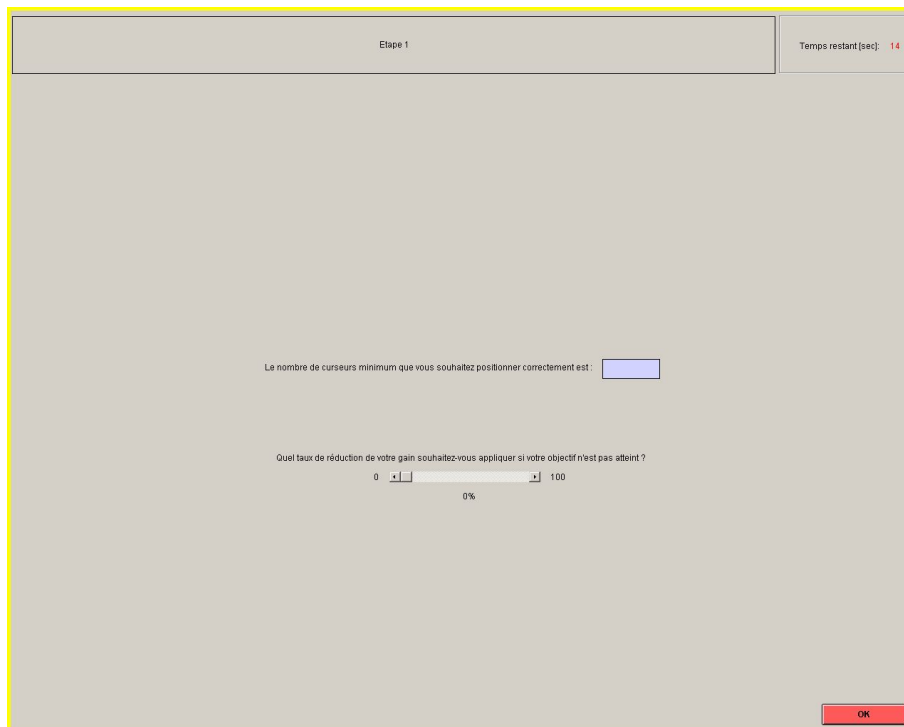 Etape 1
Temps restant [sec]: 14
Le nombre de curseurs minimum que vous souhaitez positionner correctement est :
Quel taux de réduction de votre gain souhaitez-vous appliquer si votre objectif n'est pas atteint ?
0 100
0%
OK